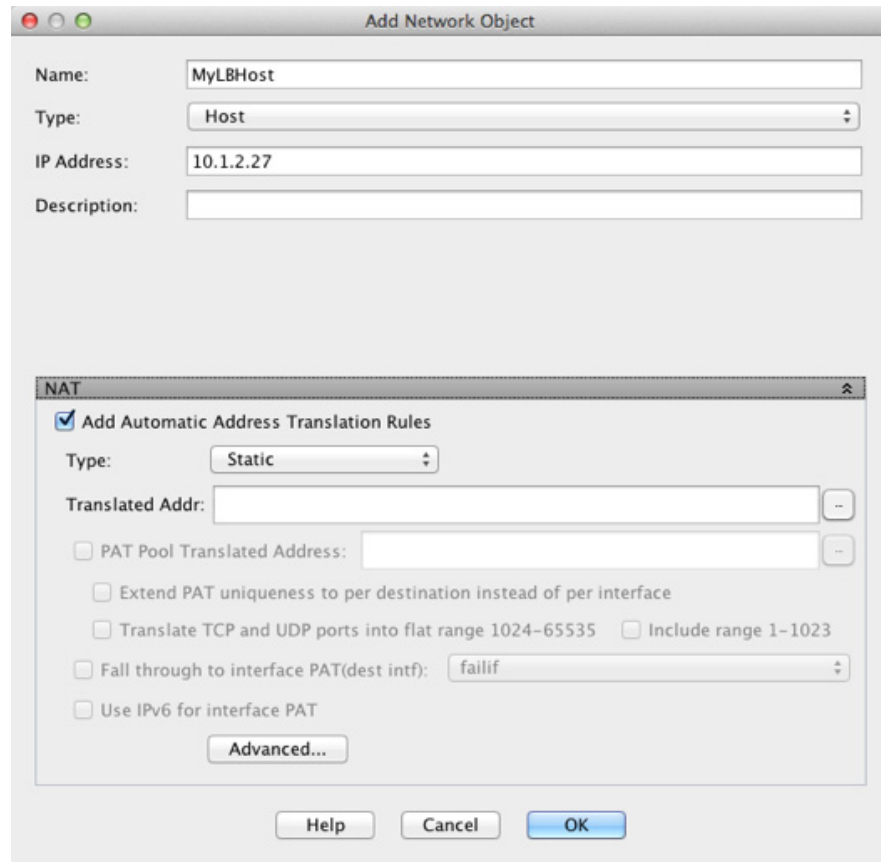 Add Network Object
Name: MyLBHost
Type: Host
IP Address: 10.1.2.27
Description:
NAT
Add Automatic Address Translation Rules
Type: Static
Translated Addr: ...
PAT Pool Translated Address: ...
Extend PAT uniqueness to per destination instead of per interface
Translate TCP and UDP ports into flat range 1024-65535 Include range 1-1023
Fall through to interface PAT(dest intf): failif
Use IPv6 for interface PAT
Advanced...
Help Cancel OK